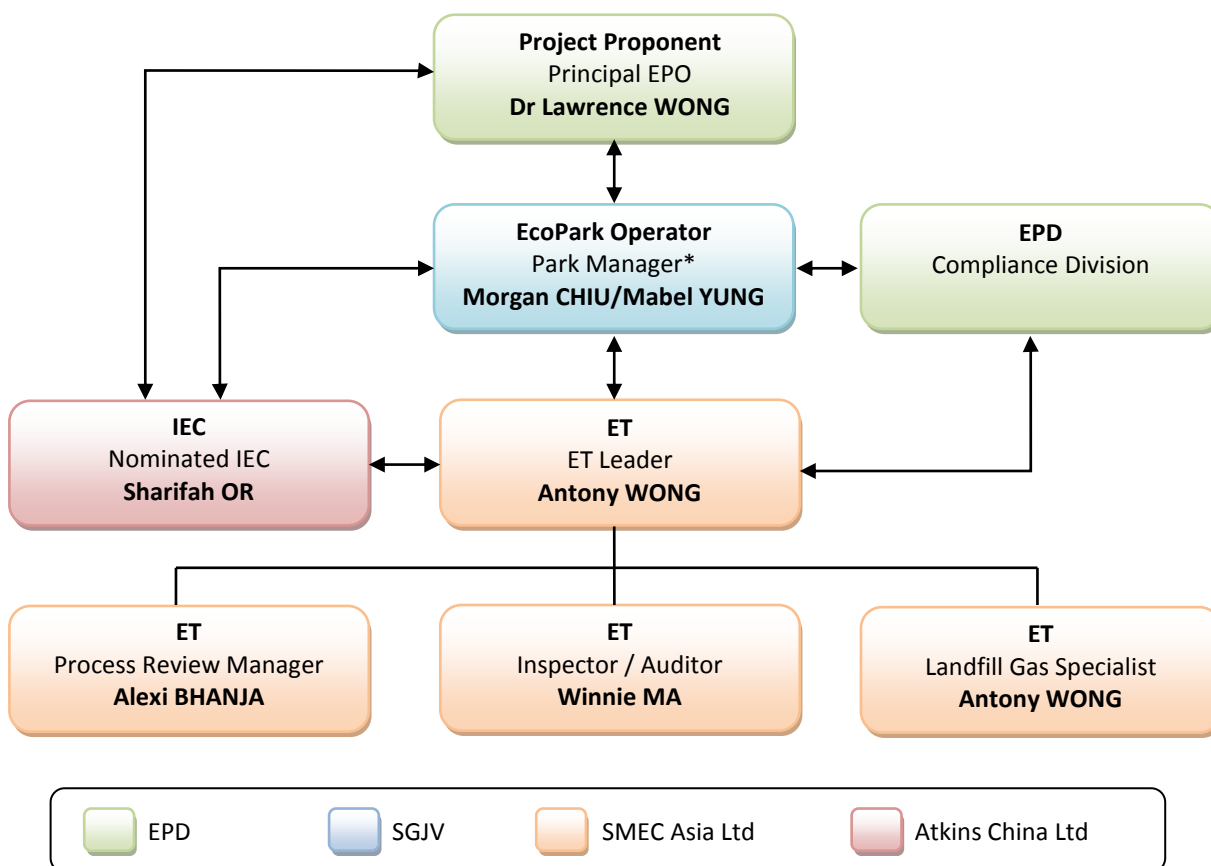 Project Proponent
Principal EPO
Dr Lawrence WONG
EcoPark Operator
Park Manager*
Morgan CHIU/Mabel YUNG
EPD
Compliance Division
IEC
Nominated IEC
Sharifah OR
ET
ET Leader
Antony WONG
ET
Process Review Manager
Alexi BHANJA
ET
Inspector / Auditor
Winnie MA
ET
Landfill Gas Specialist
Antony WONG
EPD
SGJV
SMEC Asia Ltd
Atkins China Ltd